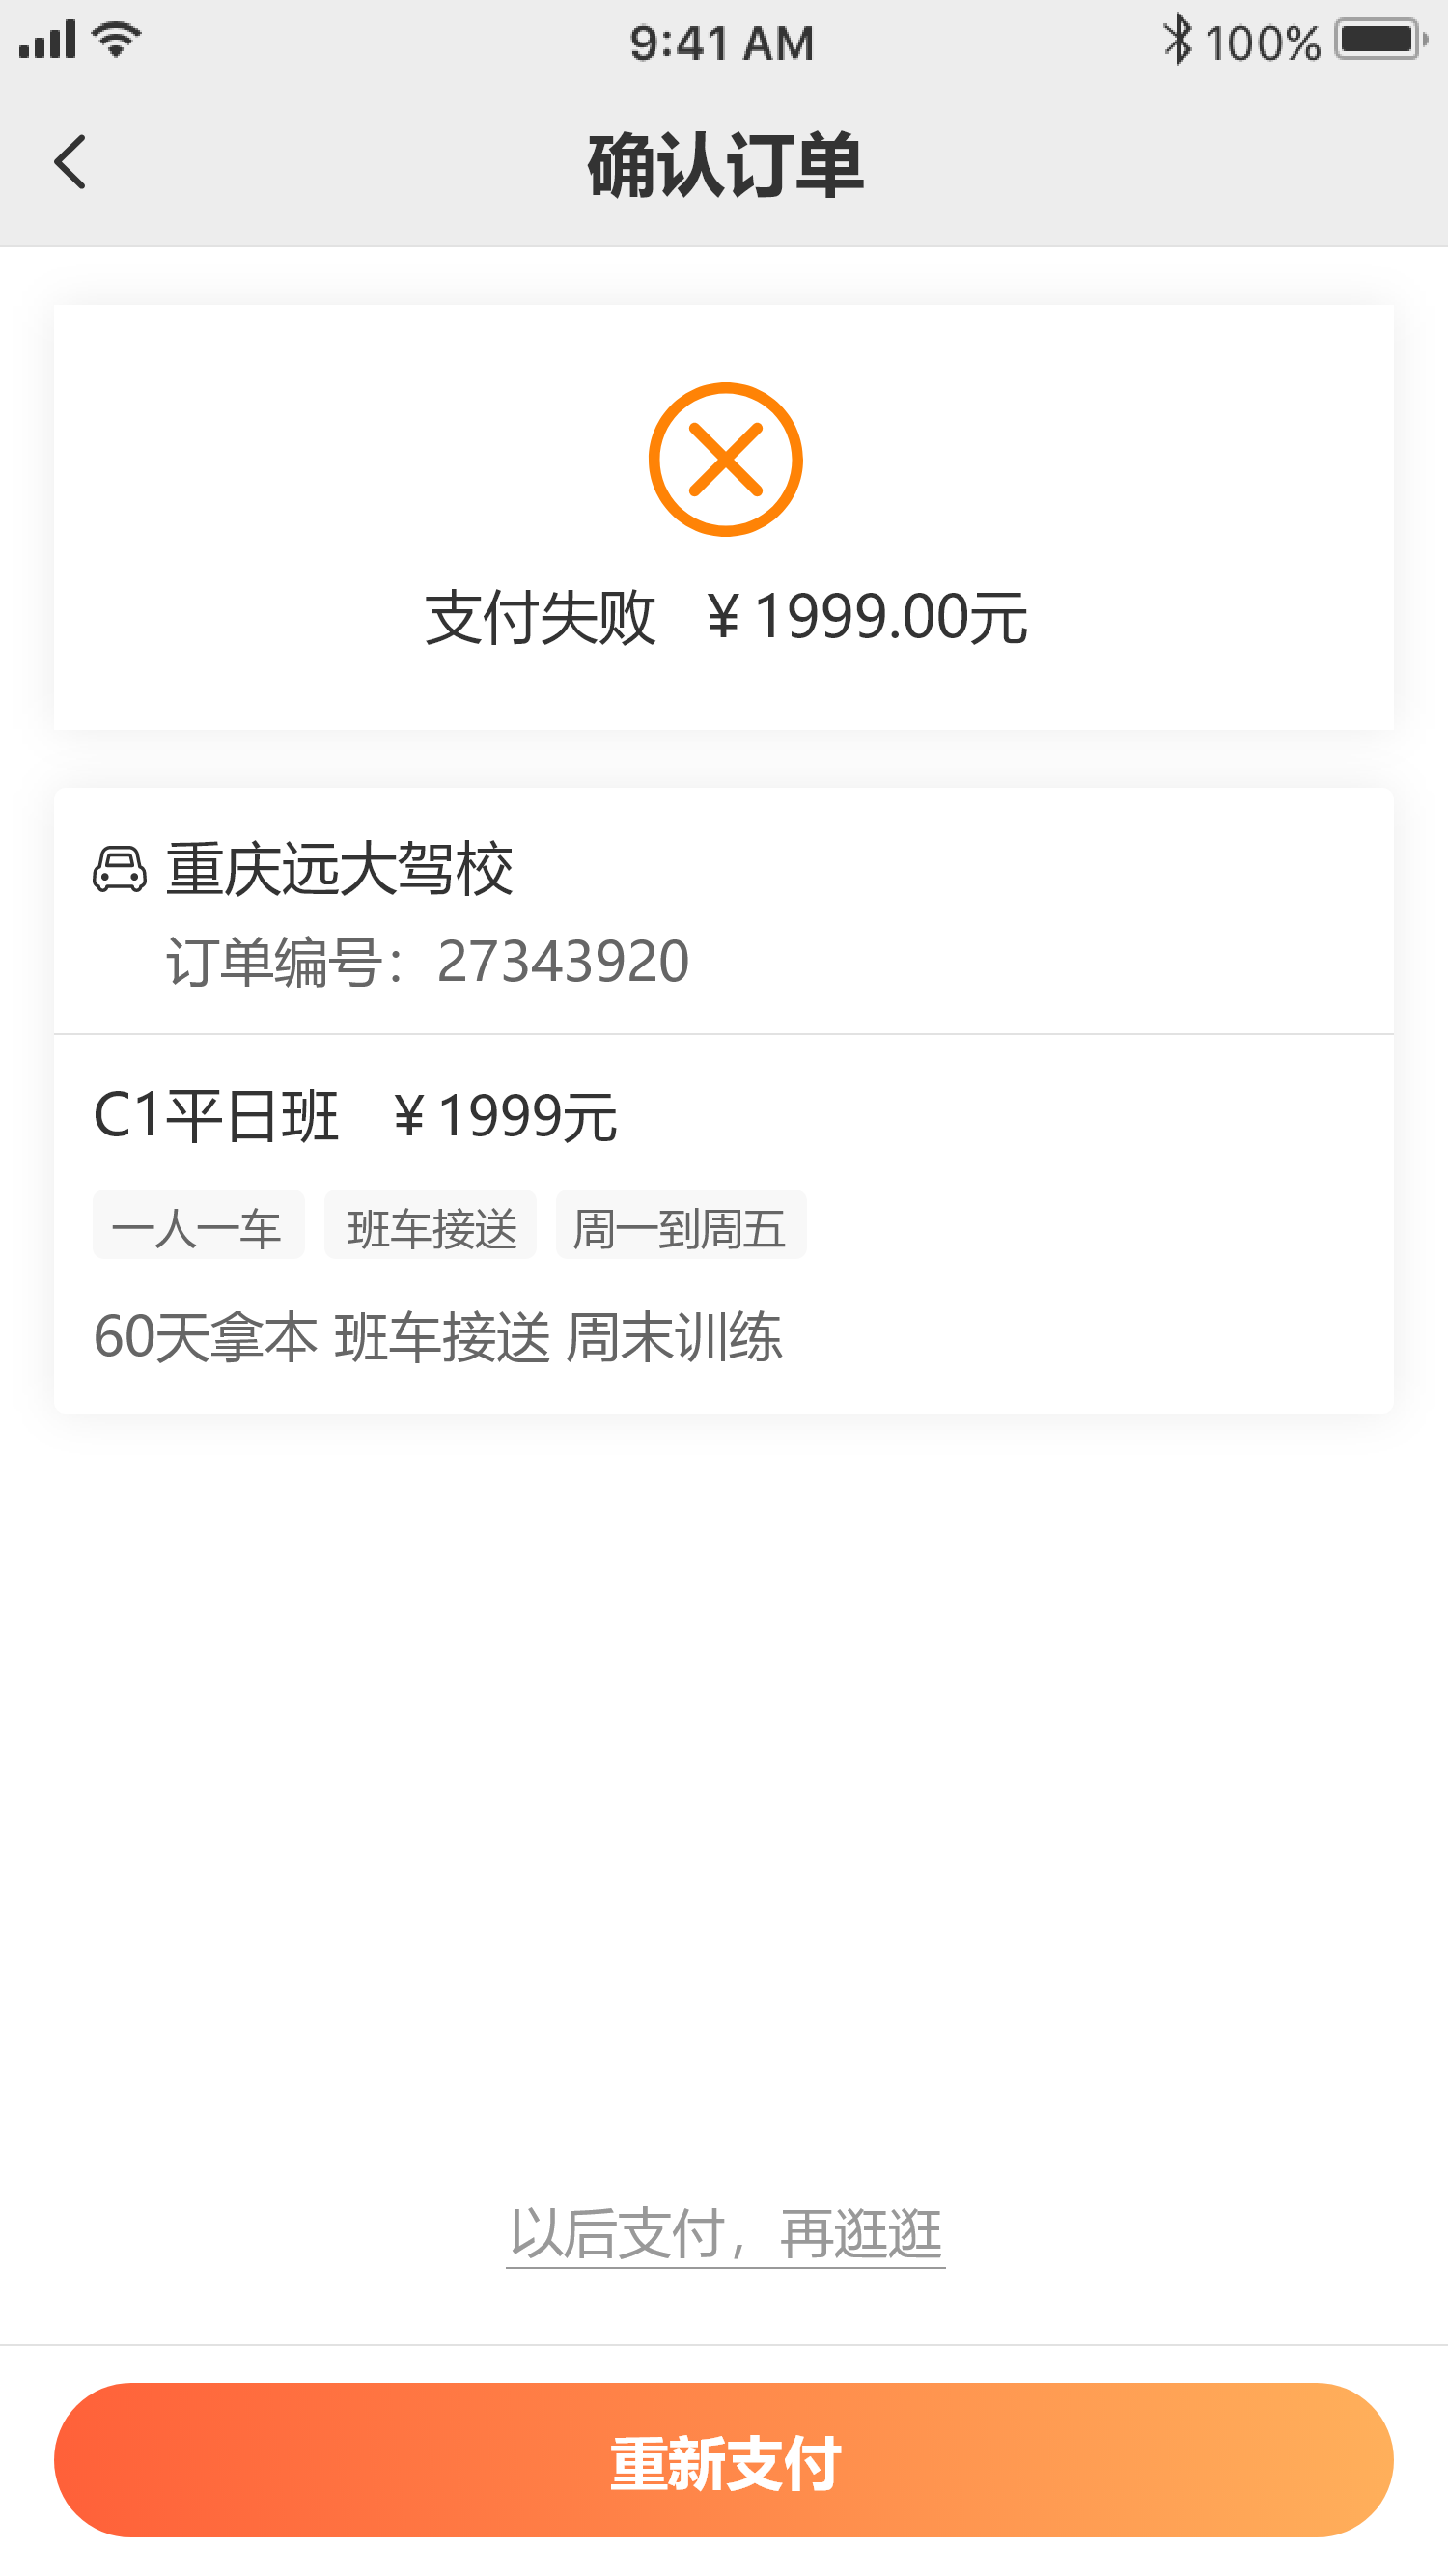 9:41 AM 100%
确认订单
支付失败 ¥1999.00元
重庆远大驾校
订单编号：27343920
C1平日班 ¥1999元
一人一车 班车接送 周一到周五
60天拿本 班车接送 周末训练
以后支付，再逛逛
重新支付